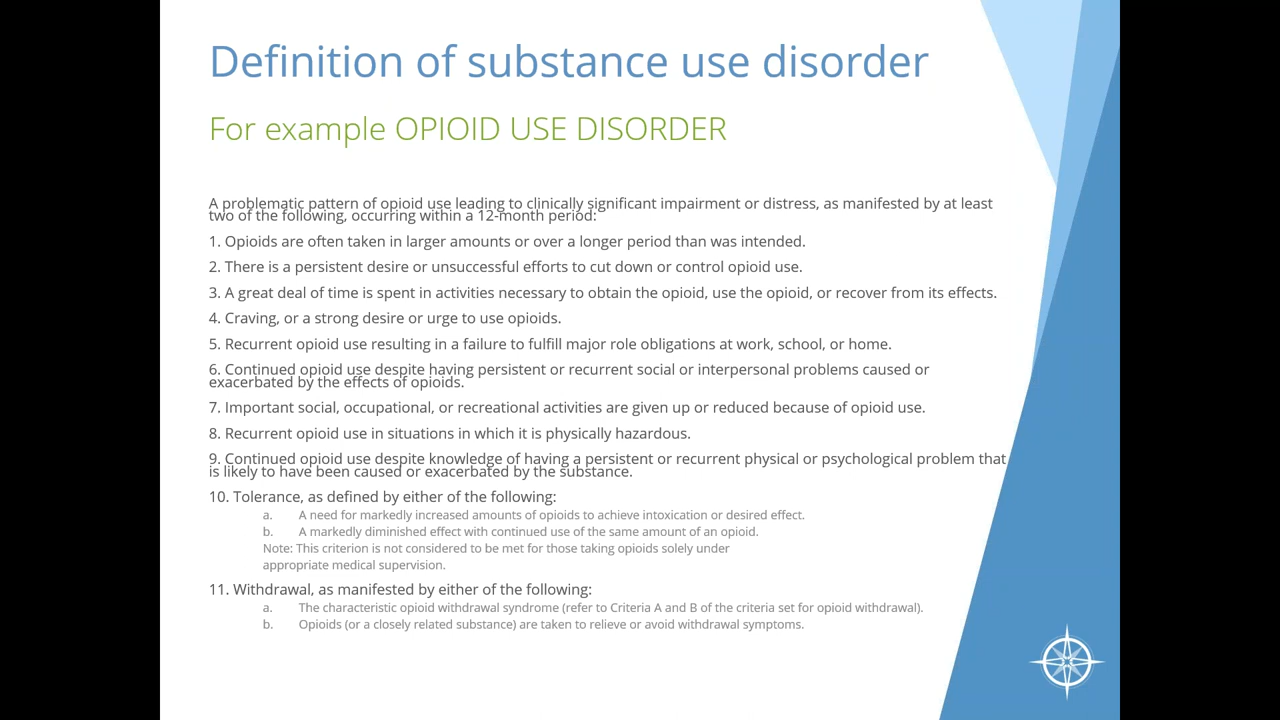 Definition of substance use disorder
For example OPIOID USE DISORDER
A problematic pattern of opioid use leading to clinically significant impairment or distress, as manifested by at least
two of the following, occurring within a 12-month period:
1. Opioids are often taken in larger amounts or over a longer period than was intended.
2. There is a persistent desire or unsuccessful efforts to cut down or control opioid use.
3. A great deal of time is spent in activities necessary to obtain the opioid, use the opioid, or recover from its effects.
4. Craving, or a strong desire or urge to use opioids.
5. Recurrent opioid use resulting in a failure to fulfill major role obligations at work, school, or home.
6. Continued opioid use despite having persistent or recurrent social or interpersonal problems caused or
exacerbated by the effects of opioids.
7. Important social, occupational, or recreational activities are given up or reduced because of opioid use.
8. Recurrent opioid use in situations in which it is physically hazardous.
9. Continued opioid use despite knowledge of having a persistent or recurrent physical or psychological problem that
is likely to have been caused or exacerbated by the substance.
10. Tolerance, as defined by either of the following:
a. A need for markedly increased amounts of opioids to achieve intoxication or desired effect.
b. A markedly diminished effect with continued use of the same amount of an opioid.
Note: This criterion is not considered to be met for those taking opioids solely under
appropriate medical supervision.
11. Withdrawal, as manifested by either of the following:
a. The characteristic opioid withdrawal syndrome (refer to Criteria A and B of the criteria set for opioid withdrawal).
b. Opioids (or a closely related substance) are taken to relieve or avoid withdrawal symptoms.